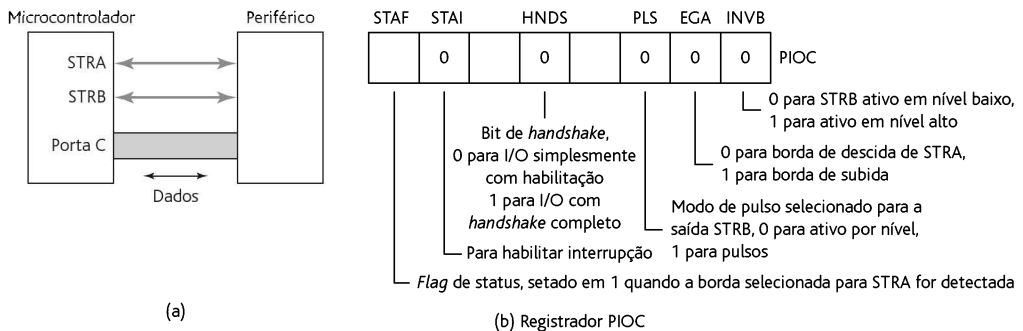 Microcontrolador
Periférico
STRA
STRB
Porta C
Dados
(a)
STAF STAI HNDS PLS EGA INVB
0 0 0 0 0
PIOC
0 para STRB ativo em nível baixo,
1 para ativo em nível alto
Bit de handshake,
0 para I/O simplesmente
com habilitação
1 para I/O com
handshake completo
0 para borda de descida de STRA,
1 para borda de subida
Modo de pulso selecionado para a
saída STRB, 0 para ativo por nível,
1 para pulsos
Para habilitar interrupção
Flag de status, setado em 1 quando a borda selecionada para STRA for detectada
(b) Registrador PIOC